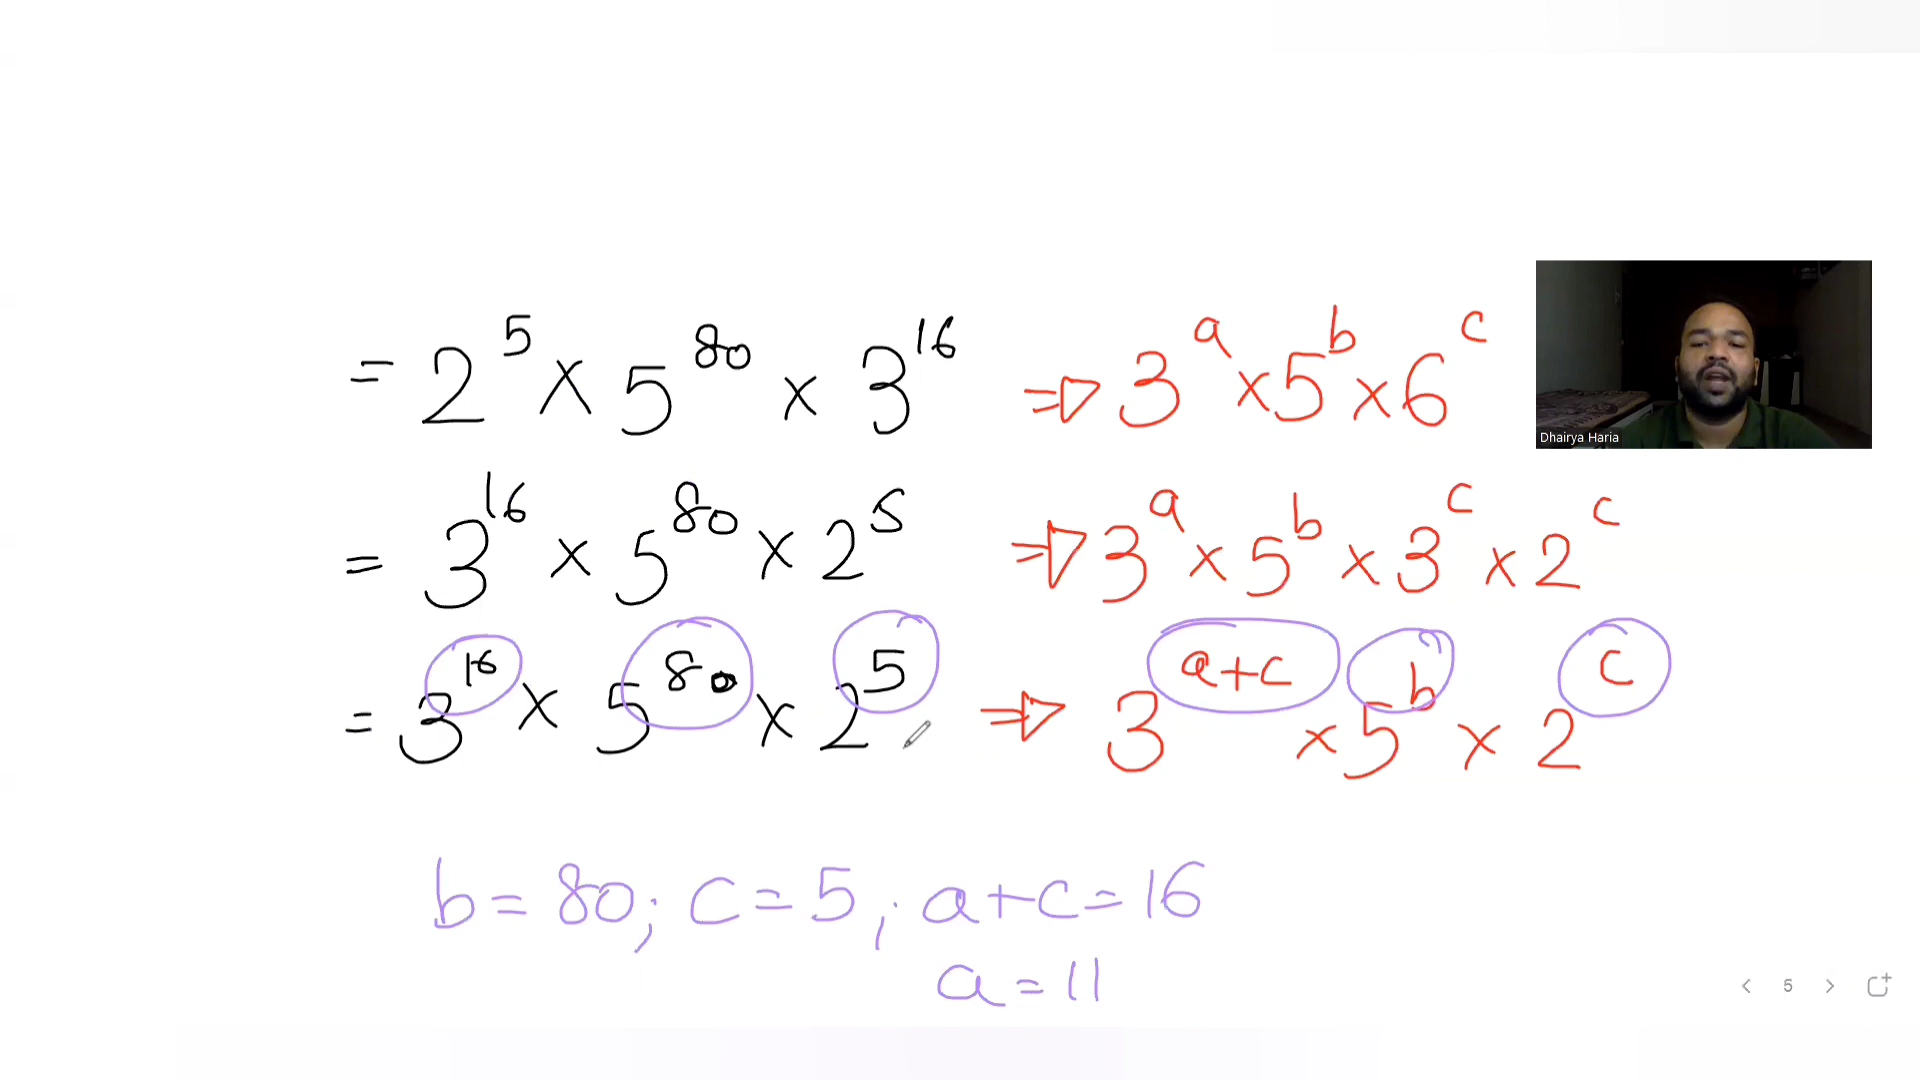 = 2^5 × 5^80 × 3^16 ⇒ 3^a × 5^b × 6^c
Dhairya Haria
= 3^16 × 5^80 × 2^5 ⇒ 3^a × 5^b × 3^c × 2^c
= 3^16 × 5^80 × 2^5 ⇒ 3^a+c × 5^b × 2^c
b = 80; c = 5; a+c = 16
a = 11
< 5 >